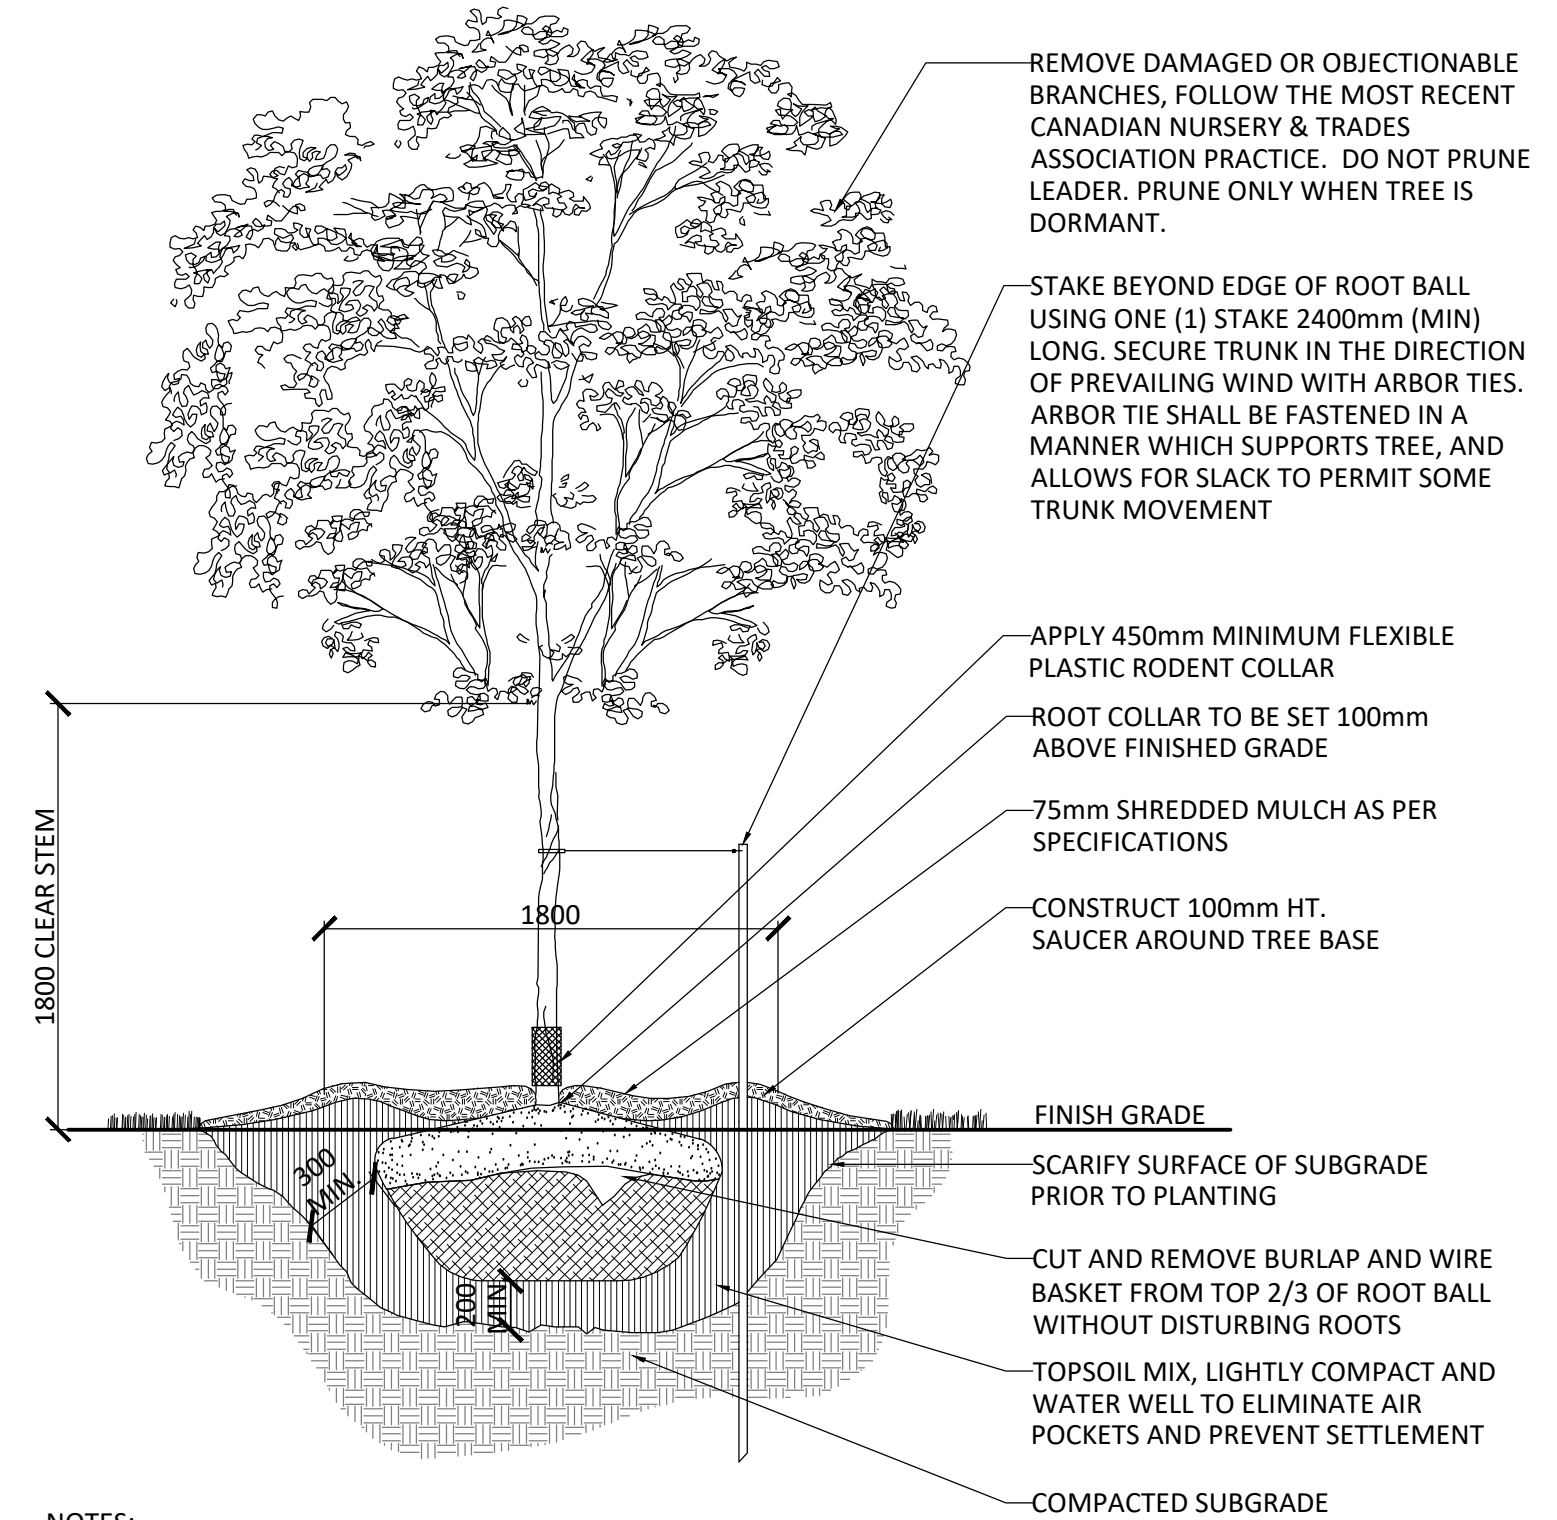 REMOVE DAMAGED OR OBJECTIONABLE
BRANCHES, FOLLOW THE MOST RECENT
CANADIAN NURSERY & TRADES
ASSOCIATION PRACTICE.  DO NOT PRUNE
LEADER. PRUNE ONLY WHEN TREE IS
DORMANT.
STAKE BEYOND EDGE OF ROOT BALL
USING ONE (1) STAKE 2400mm (MIN)
LONG. SECURE TRUNK IN THE DIRECTION
OF PREVAILING WIND WITH ARBOR TIES.
ARBOR TIE SHALL BE FASTENED IN A
MANNER WHICH SUPPORTS TREE, AND
ALLOWS FOR SLACK TO PERMIT SOME
TRUNK MOVEMENT
APPLY 450mm MINIMUM FLEXIBLE
PLASTIC RODENT COLLAR
ROOT COLLAR TO BE SET 100mm
ABOVE FINISHED GRADE
75mm SHREDDED MULCH AS PER
SPECIFICATIONS
CONSTRUCT 100mm HT.
SAUCER AROUND TREE BASE
1800 CLEAR STEM
1800
FINISH GRADE
300
MIN.
200
MIN
SCARIFY SURFACE OF SUBGRADE
PRIOR TO PLANTING
CUT AND REMOVE BURLAP AND WIRE
BASKET FROM TOP 2/3 OF ROOT BALL
WITHOUT DISTURBING ROOTS
TOPSOIL MIX, LIGHTLY COMPACT AND
WATER WELL TO ELIMINATE AIR
POCKETS AND PREVENT SETTLEMENT
COMPACTED SUBGRADE
NOTES: